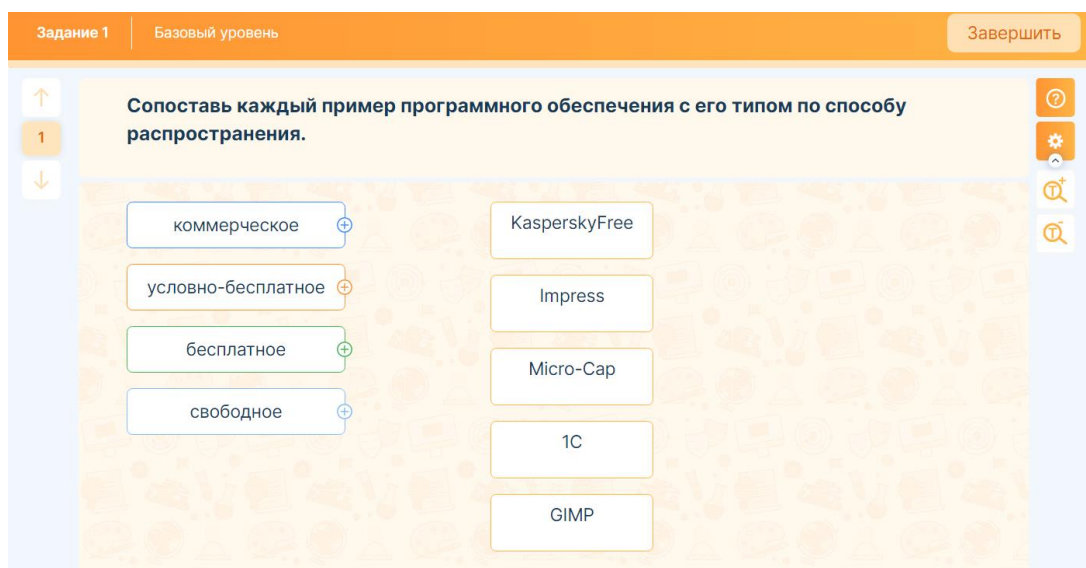 Задание 1
Базовый уровень
Завершить
1
Сопоставь каждый пример программного обеспечения с его типом по способу
распространения.
коммерческое
условно-бесплатное
бесплатное
свободное
KasperskyFree
Impress
Micro-Cap
1C
GIMP